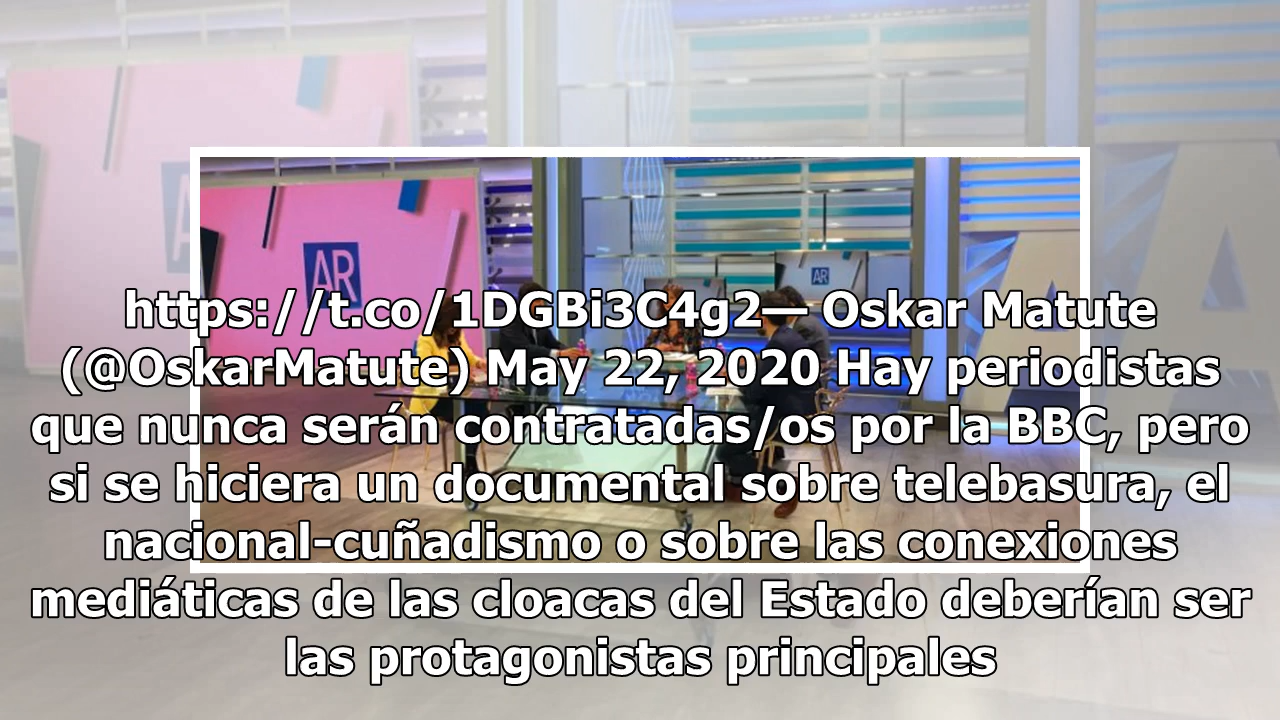 AR
AR
https://t.co/1DGBi3C4g2— Oskar Matute
(@OskarMatute) May 22, 2020 Hay periodistas
que nunca serán contratadas/os por la BBC, pero
si se hiciera un documental sobre telebasura, el
nacional-cuñadismo o sobre las conexiones
mediáticas de las cloacas del Estado deberían ser
las protagonistas principales